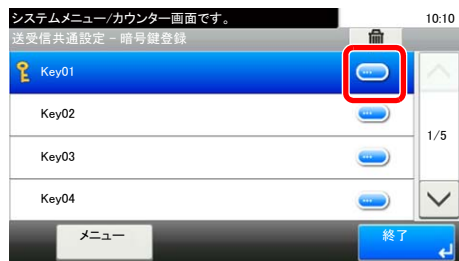 システムメニュー/カウンター画面です。
10:10
送受信共通設定 - 暗号鍵登録
Key01
Key02
1/5
Key03
Key04
メニュー
終了